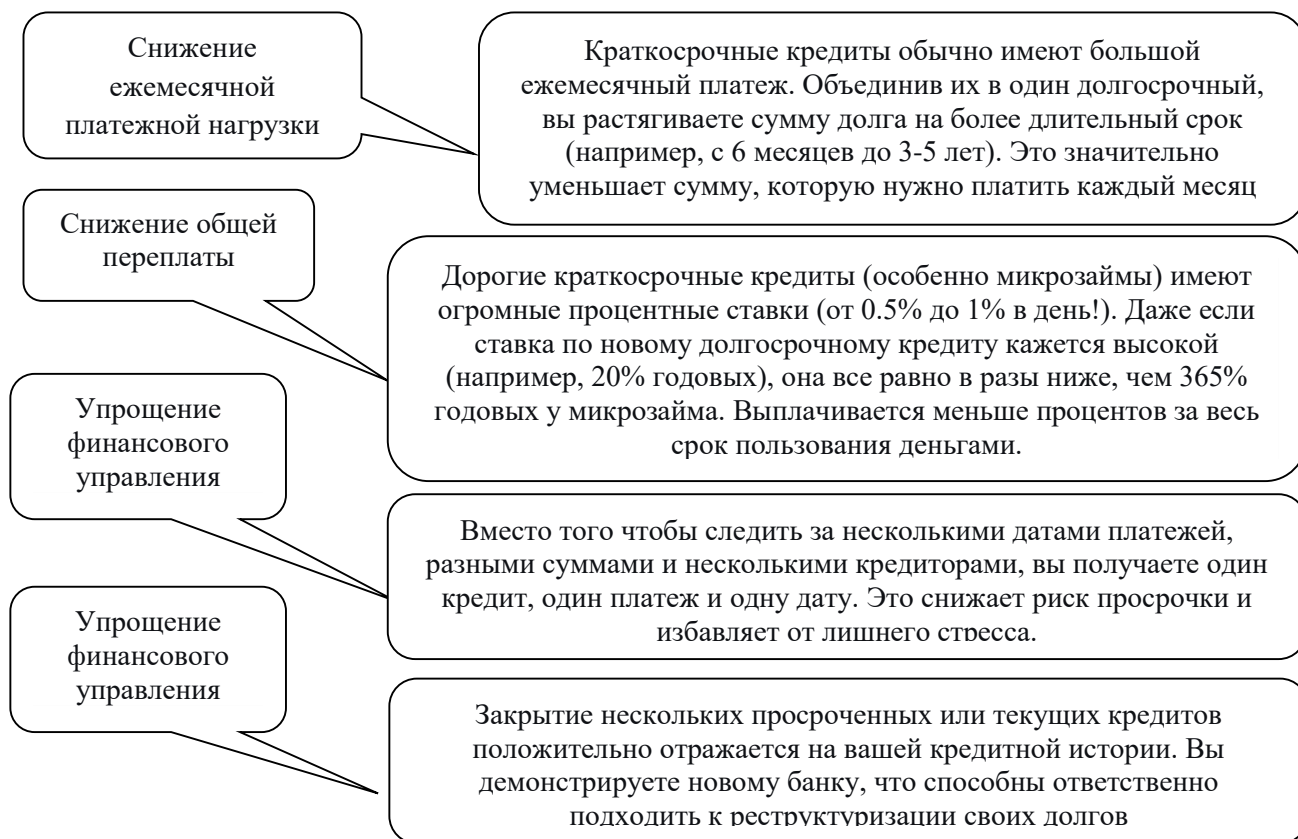 Снижение
ежемесячной
платежной нагрузки
Краткосрочные кредиты обычно имеют большой
ежемесячный платеж. Объединив их в один долгосрочный,
вы растягиваете сумму долга на более длительный срок
(например, с 6 месяцев до 3-5 лет). Это значительно
уменьшает сумму, которую нужно платить каждый месяц
Снижение общей
переплаты
Дорогие краткосрочные кредиты (особенно микрозаймы) имеют
огромные процентные ставки (от 0.5% до 1% в день!). Даже если
ставка по новому долгосрочному кредиту кажется высокой
(например, 20% годовых), она все равно в разы ниже, чем 365%
годовых у микрозайма. Выплачивается меньше процентов за весь
срок пользования деньгами.
Упрощение
финансового
управления
Вместо того чтобы следить за несколькими датами платежей,
разными суммами и несколькими кредиторами, вы получаете один
кредит, один платеж и одну дату. Это снижает риск просрочки и
избавляет от лишнего стресса.
Упрощение
финансового
управления
Закрытие нескольких просроченных или текущих кредитов
положительно отражается на вашей кредитной истории. Вы
демонстрируете новому банку, что способны ответственно
подходить к реструктуризации своих долгов